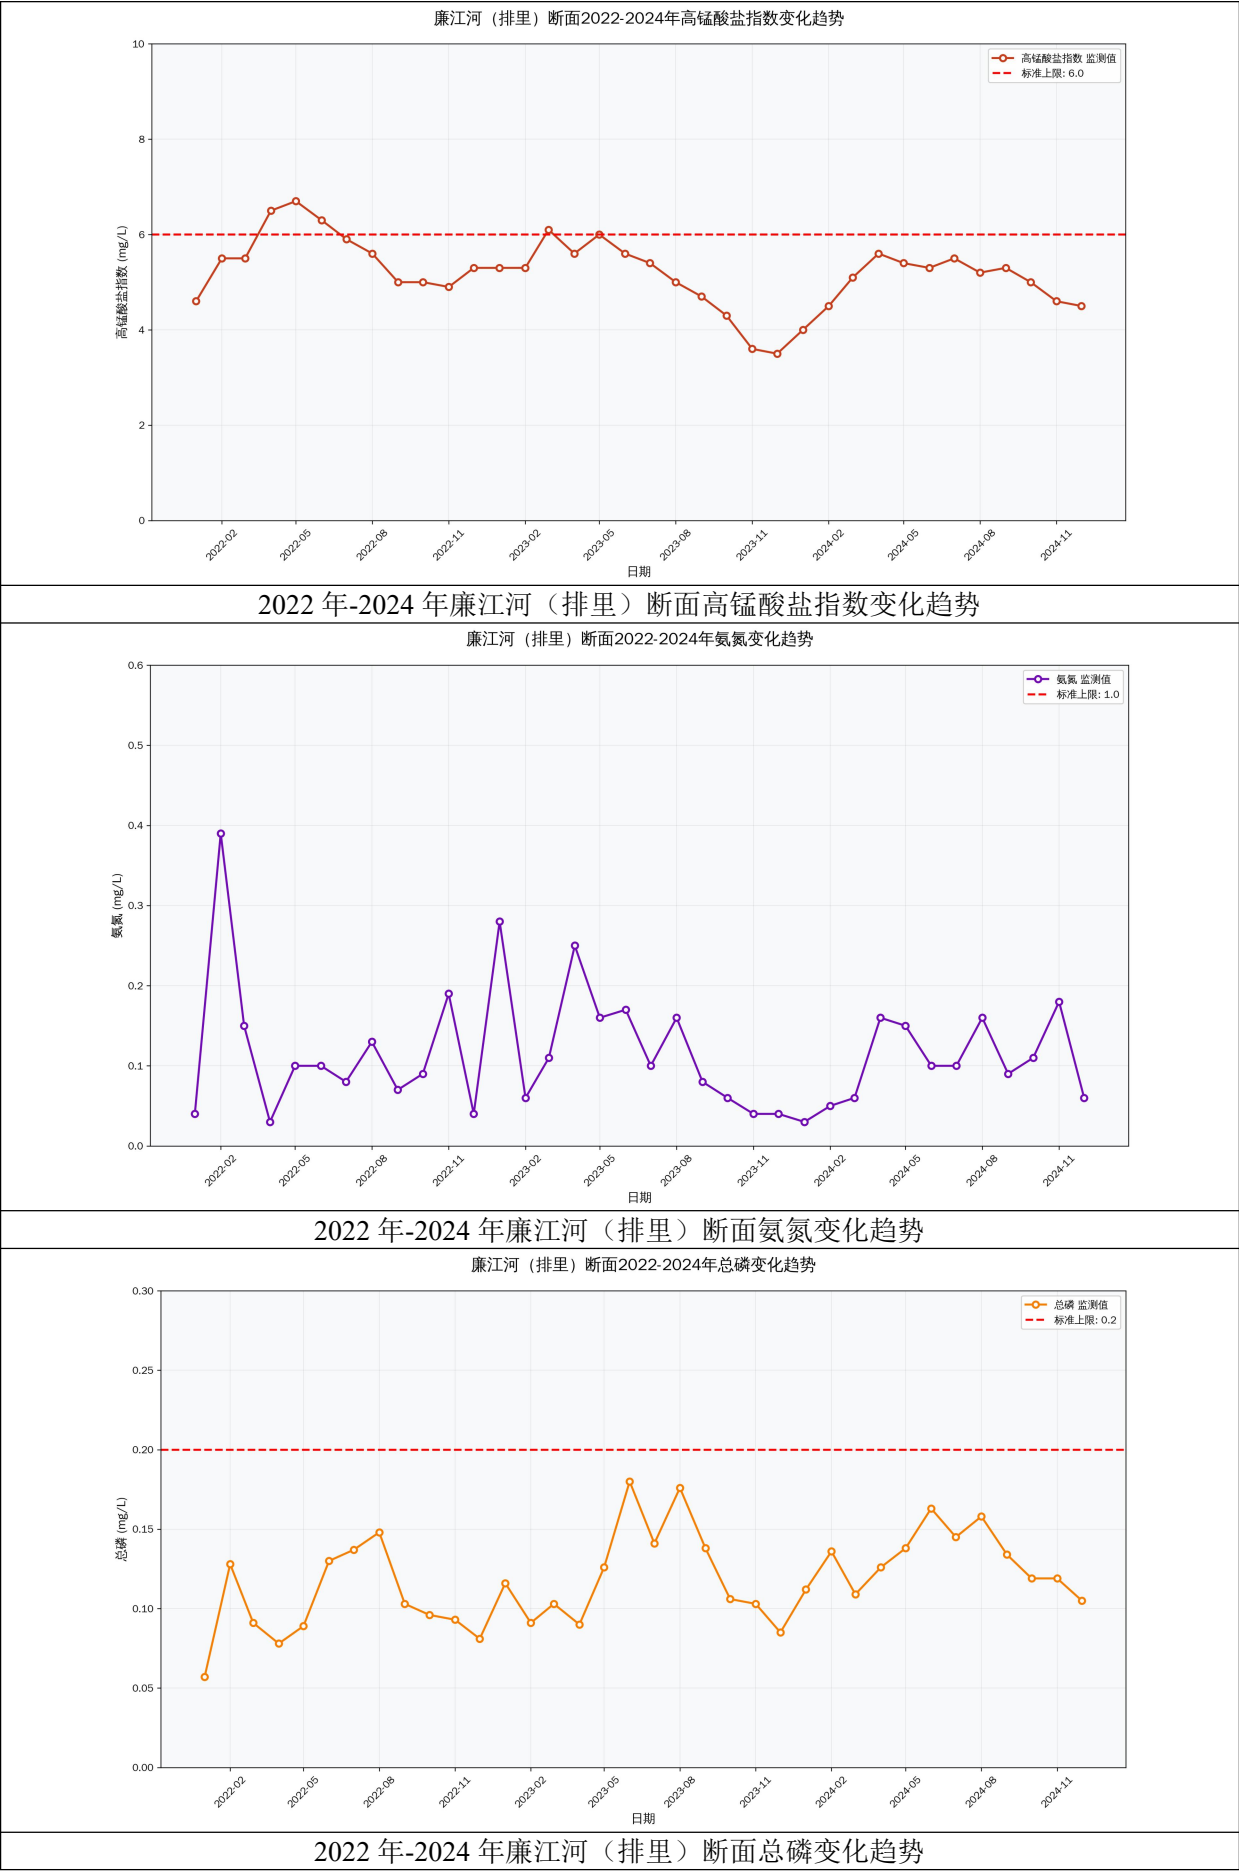 廉江河（排里）断面2022-2024年高锰酸盐指数变化趋势
高锰酸盐指数 监测值
标准上限: 6.0
10
8
6
4
2
0
高锰酸盐指数 (mg/L)
2022-02 2022-05 2022-08 2022-11 2023-02 2023-05 2023-08 2023-11 2024-02 2024-05 2024-08 2024-11
日期
2022 年-2024 年廉江河（排里）断面高锰酸盐指数变化趋势
廉江河（排里）断面2022-2024年氨氮变化趋势
氨氮 监测值
标准上限: 1.0
0.6
0.5
0.4
0.3
0.2
0.1
0.0
氨氮 (mg/L)
2022-02 2022-05 2022-08 2022-11 2023-02 2023-05 2023-08 2023-11 2024-02 2024-05 2024-08 2024-11
日期
2022 年-2024 年廉江河（排里）断面氨氮变化趋势
廉江河（排里）断面2022-2024年总磷变化趋势
总磷 监测值
标准上限: 0.2
0.30
0.25
0.20
0.15
0.10
0.05
0.00
总磷 (mg/L)
2022-02 2022-05 2022-08 2022-11 2023-02 2023-05 2023-08 2023-11 2024-02 2024-05 2024-08 2024-11
日期
2022 年-2024 年廉江河（排里）断面总磷变化趋势